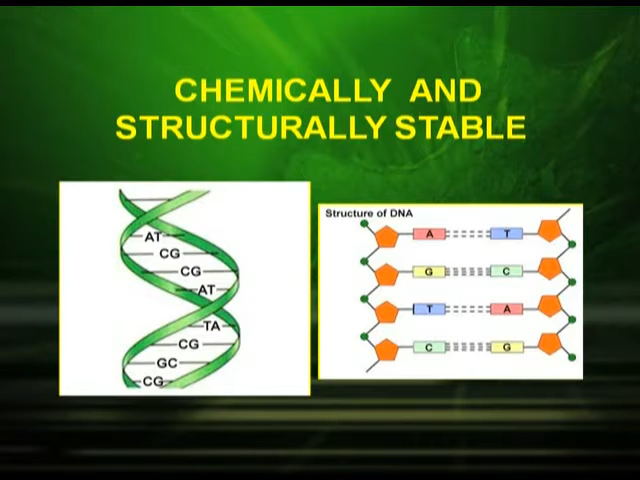 CHEMICALLY AND
STRUCTURALLY STABLE
AT
CG
CG
AT
TA
CG
GC
CG
Structure of DNA
A T
G C
T A
C G